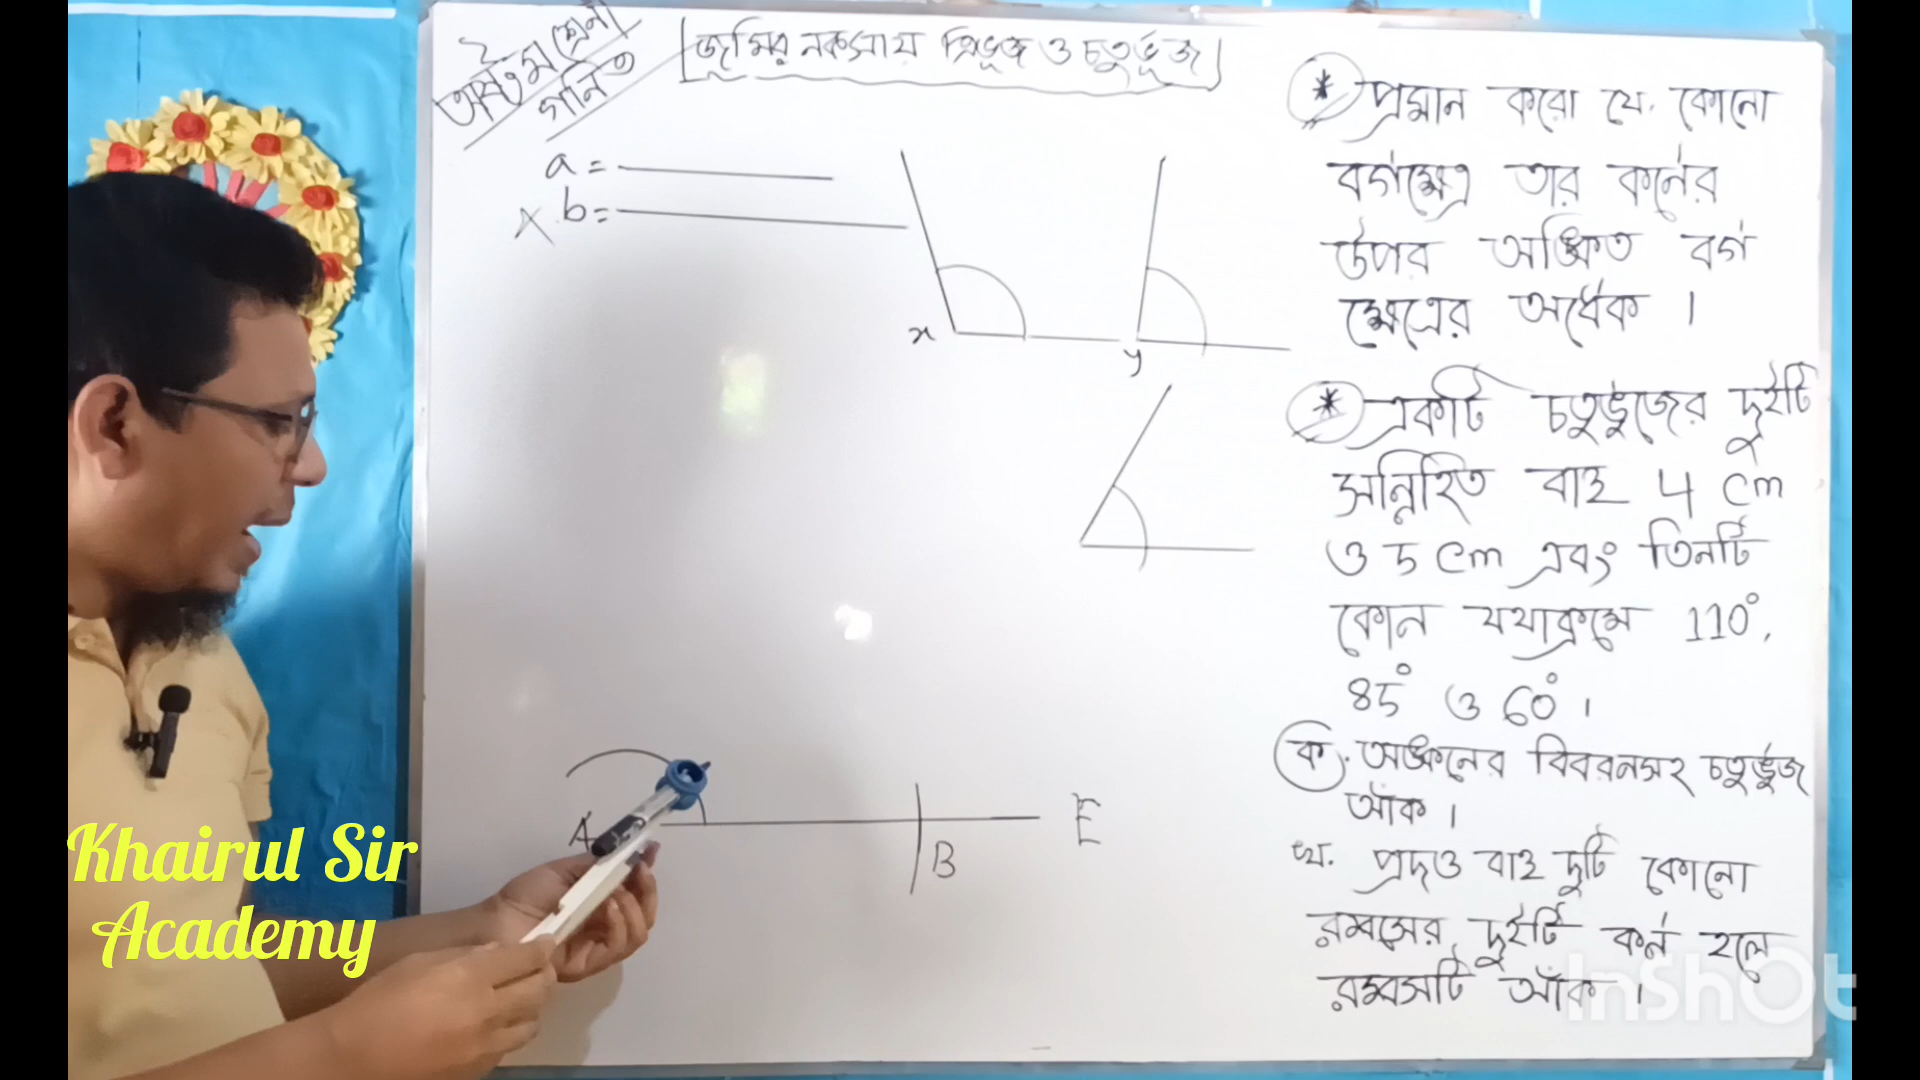 অষ্টম শ্রেনী
গনিত
জমির নকসায় ত্রিভূজ ও চতুর্ভূজ
a =
b =
x
y
A
B
E
* প্রমান করো যে, কোনো
বর্গক্ষেত্র তার কর্নের
উপর অঙ্কিত বর্গ
ক্ষেত্রের অর্ধেক ।
* একটি চতুর্ভুজের দুইটি
সন্নিহিত বাহু 4 cm
ও 5 cm এবং তিনটি
কোন যথাক্রমে 110°,
85° ও 60° ।
ক. অঙ্কনের বিবরনসহ চতুর্ভুজ
আঁক ।
খ. প্রদত্ত বাহু দুটি কোনো
রম্বসের দুইটি কর্ন হলে
রম্বসটি আঁক ।
Khairul Sir
Academy
InShOt